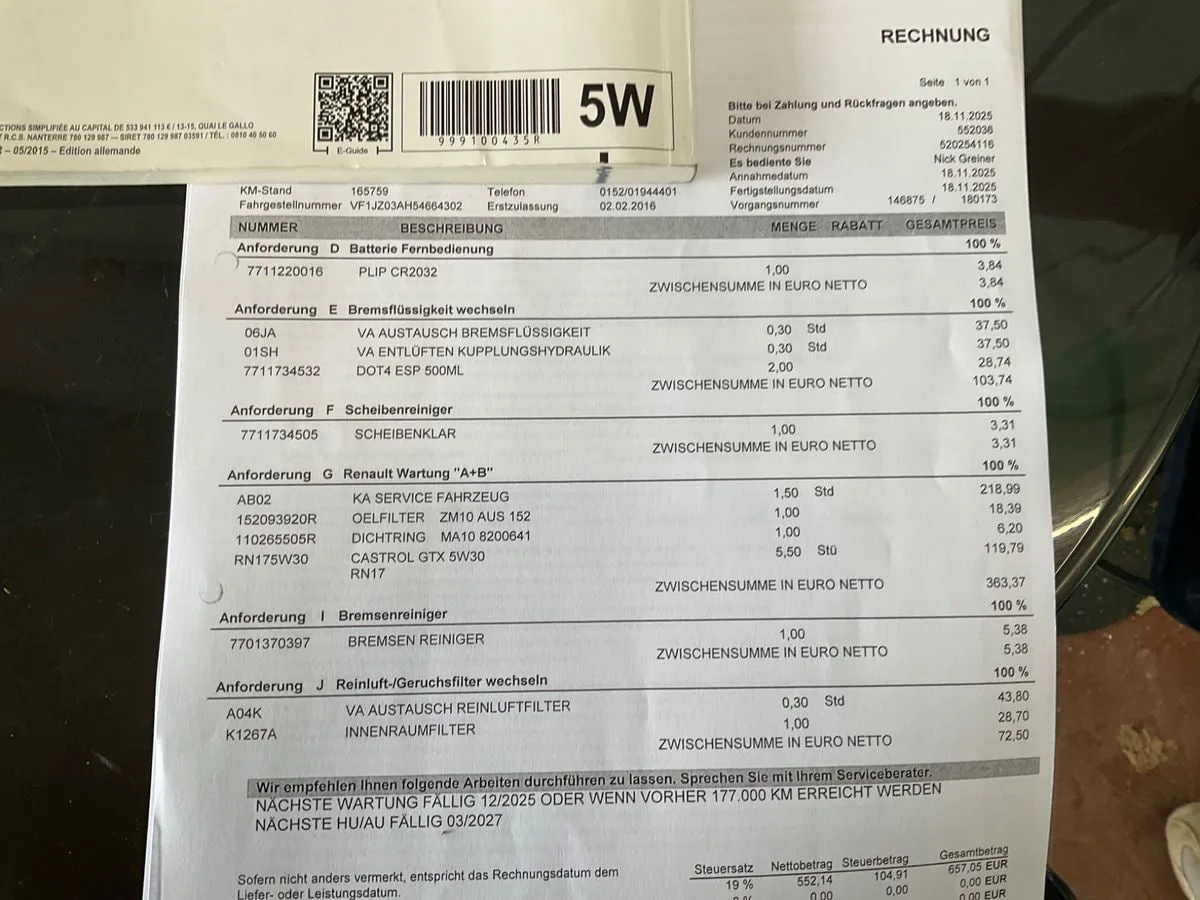 CTIONS SIMPLIFIÉE AU CAPITAL DE 533 941 113 € / 13-15, QUAI LE GALLO
R.C.S. NANTERRE 780 129 987 — SIRET 780 129 987 03591 / TÉL. : 0810 40 50 60
– 05/2015 – Edition allemande
E-Guide
999100435R
5W
RECHNUNG
Seite 1 von 1
Bitte bei Zahlung und Rückfragen angeben.
Datum 18.11.2025
Kundennummer 552036
Rechnungsnummer 520254116
Es bediente Sie Nick Greiner
Annahmedatum 18.11.2025
Fertigstellungsdatum 18.11.2025
Vorgangsnummer 146875 / 180173
KM-Stand 165759 Telefon 0152/01944401
Fahrgestellnummer VF1JZ03AH54664302 Erstzulassung 02.02.2016
NUMMER BESCHREIBUNG MENGE RABATT GESAMTPREIS
Anforderung D Batterie Fernbedienung 100 %
7711220016 PLIP CR2032 1,00 3,84
ZWISCHENSUMME IN EURO NETTO 3,84
Anforderung E Bremsflüssigkeit wechseln 100 %
06JA VA AUSTAUSCH BREMSFLÜSSIGKEIT 0,30 Std 37,50
01SH VA ENTLÜFTEN KUPPLUNGSHYDRAULIK 0,30 Std 37,50
7711734532 DOT4 ESP 500ML 2,00 28,74
ZWISCHENSUMME IN EURO NETTO 103,74
Anforderung F Scheibenreiniger 100 %
7711734505 SCHEIBENKLAR 1,00 3,31
ZWISCHENSUMME IN EURO NETTO 3,31
Anforderung G Renault Wartung "A+B" 100 %
AB02 KA SERVICE FAHRZEUG 1,50 Std 218,99
152093920R OELFILTER ZM10 AUS 152 1,00 18,39
110265505R DICHTRING MA10 8200641 1,00 6,20
RN175W30 CASTROL GTX 5W30 5,50 Stü 119,79
RN17
ZWISCHENSUMME IN EURO NETTO 363,37
Anforderung I Bremsenreiniger 100 %
7701370397 BREMSEN REINIGER 1,00 5,38
ZWISCHENSUMME IN EURO NETTO 5,38
Anforderung J Reinluft-/Geruchsfilter wechseln 100 %
A04K VA AUSTAUSCH REINLUFTFILTER 0,30 Std 43,80
K1267A INNENRAUMFILTER 1,00 28,70
ZWISCHENSUMME IN EURO NETTO 72,50
Wir empfehlen Ihnen folgende Arbeiten durchführen zu lassen. Sprechen Sie mit Ihrem Serviceberater.
NÄCHSTE WARTUNG FÄLLIG 12/2025 ODER WENN VORHER 177.000 KM ERREICHT WERDEN
NÄCHSTE HU/AU FÄLLIG 03/2027
Sofern nicht anders vermerkt, entspricht das Rechnungsdatum dem
Liefer- oder Leistungsdatum.
Steuersatz Nettobetrag Steuerbetrag Gesamtbetrag
19 % 552,14 104,91 657,05 EUR
0,00 0,00 0,00 EUR
0,00 EUR